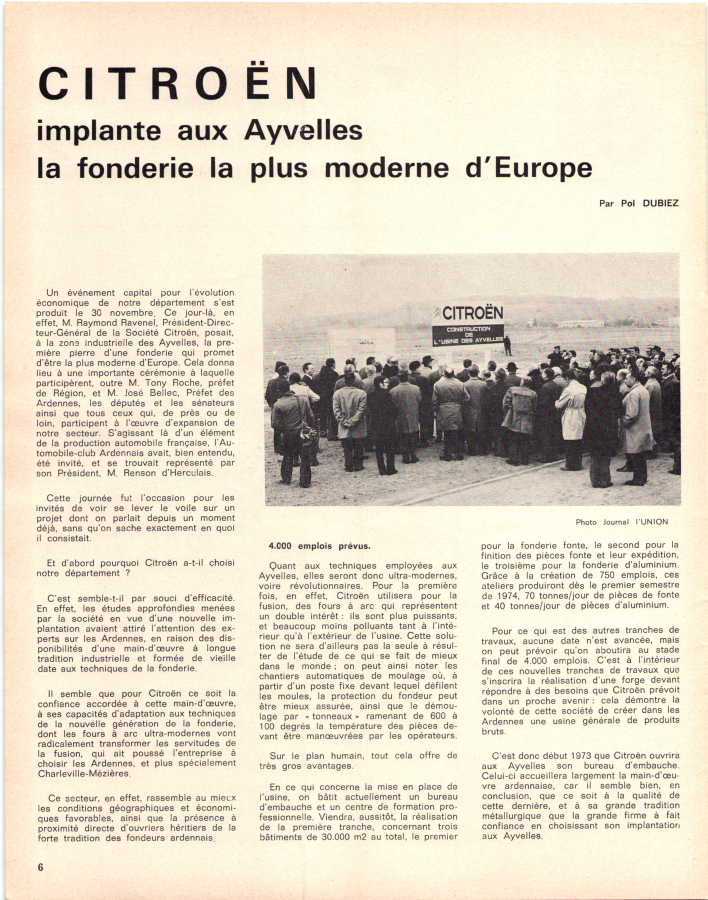 CITROËN
implante aux Ayvelles
la fonderie la plus moderne d'Europe
Par Pol DUBIEZ
Un événement capital pour l'évolution
économique de notre département s'est
produit le 30 novembre. Ce jour-là, en
effet, M. Raymond Ravenel, Président-Direc-
teur-Général de la Société Citroën, posait,
à la zone industrielle des Ayvelles, la pre-
mière pierre d'une fonderie qui promet
d'être la plus moderne d'Europe. Cela donna
lieu à une importante cérémonie à laquelle
participèrent, outre M. Tony Roche, préfet
de Région, et M. José Bellec, Préfet des
Ardennes, les députés et les sénateurs
ainsi que tous ceux qui, de près ou de
loin, participent à l'œuvre d'expansion de
notre secteur. S'agissant là d'un élément
de la production automobile française, l'Au-
tomobile-club Ardennais avait, bien entendu,
été invité, et se trouvait représenté par
son Président, M. Renson d'Herculais.
Cette journée fut l'occasion pour les
invités de voir se lever le voile sur un
projet dont on parlait depuis un moment
déjà, sans qu'on sache exactement en quoi
il consistait.
Et d'abord pourquoi Citroën a-t-il choisi
notre département ?
C'est semble-t-il par souci d'efficacité.
En effet, les études approfondies menées
par la société en vue d'une nouvelle im-
plantation avaient attiré l'attention des ex-
perts sur les Ardennes, en raison des dis-
ponibilités d'une main-d'œuvre à longue
tradition industrielle et formée de vieille
date aux techniques de la fonderie.
Il semble que pour Citroën ce soit la
confiance accordée à cette main-d'œuvre,
à ses capacités d'adaptation aux techniques
de la nouvelle génération de la fonderie,
dont les fours à arc ultra-modernes vont
radicalement transformer les servitudes de
la fusion, qui ait poussé l'entreprise à
choisir les Ardennes, et plus spécialement
Charleville-Mézières.
Ce secteur, en effet, rassemble au mieux
les conditions géographiques et économi-
ques favorables, ainsi que la présence à
proximité directe d'ouvriers héritiers de la
forte tradition des fondeurs ardennais.
6
CITROËN
CONSTRUCTION
DE
L'USINE DES AYVELLES
Photo Journal l'UNION
4.000 emplois prévus.
Quant aux techniques employées aux
Ayvelles, elles seront donc ultra-modernes,
voire révolutionnaires. Pour la première
fois, en effet, Citroën utilisera pour la
fusion, des fours à arc qui représentent
un double intérêt : ils sont plus puissants,
et beaucoup moins polluants tant à l'inté-
rieur qu'à l'extérieur de l'usine. Cette solu-
tion ne sera d'ailleurs pas la seule à résul-
ter de l'étude de ce qui se fait de mieux
dans le monde ; on peut ainsi noter les
chantiers automatiques de moulage où, à
partir d'un poste fixe devant lequel défilent
les moules, la protection du fondeur peut
être mieux assurée, ainsi que le démou-
lage par « tonneaux » ramenant de 600 à
100 degrés la température des pièces de-
vant être manœuvrées par les opérateurs.
Sur le plan humain, tout cela offre de
très gros avantages.
En ce qui concerne la mise en place de
l'usine, on bâtit actuellement un bureau
d'embauche et un centre de formation pro-
fessionnelle. Viendra, aussitôt, la réalisation
de la première tranche, concernant trois
bâtiments de 30.000 m2 au total, le premier
pour la fonderie fonte, le second pour la
finition des pièces fonte et leur expédition,
le troisième pour la fonderie d'aluminium.
Grâce à la création de 750 emplois, ces
ateliers produiront dès le premier semestre
de 1974, 70 tonnes/jour de pièces de fonte
et 40 tonnes/jour de pièces d'aluminium.
Pour ce qui est des autres tranches de
travaux, aucune date n'est avancée, mais
on peut prévoir qu'on aboutira au stade
final de 4.000 emplois. C'est à l'intérieur
de ces nouvelles tranches de travaux que
s'inscrira la réalisation d'une forge devant
répondre à des besoins que Citroën prévoit
dans un proche avenir : cela démontre la
volonté de cette société de créer dans les
Ardennes une usine générale de produits
bruts.
C'est donc début 1973 que Citroën ouvrira
aux Ayvelles son bureau d'embauche.
Celui-ci accueillera largement la main-d'œu-
vre ardennaise, car il semble bien, en
conclusion, que ce soit à la qualité de
cette dernière, et à sa grande tradition
métallurgique que la grande firme à fait
confiance en choisissant son implantation
aux Ayvelles.